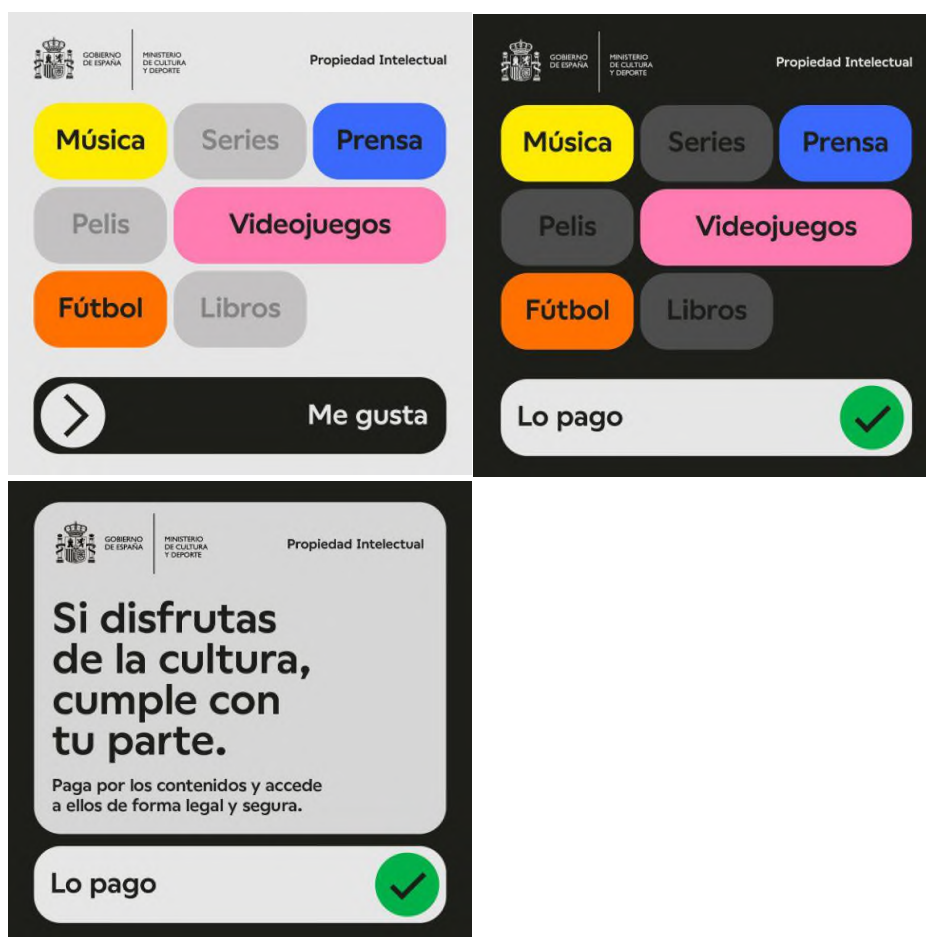 GOBIERNO
DE ESPAÑA
MINISTERIO
DE CULTURA
Y DEPORTE
Propiedad Intelectual
Música
Series
Prensa
Pelis
Videojuegos
Fútbol
Libros
Me gusta
GOBIERNO
DE ESPAÑA
MINISTERIO
DE CULTURA
Y DEPORTE
Propiedad Intelectual
Música
Series
Prensa
Pelis
Videojuegos
Fútbol
Libros
Lo pago
GOBIERNO
DE ESPAÑA
MINISTERIO
DE CULTURA
Y DEPORTE
Propiedad Intelectual
Si disfrutas
de la cultura,
cumple con
tu parte.
Paga por los contenidos y accede
a ellos de forma legal y segura.
Lo pago